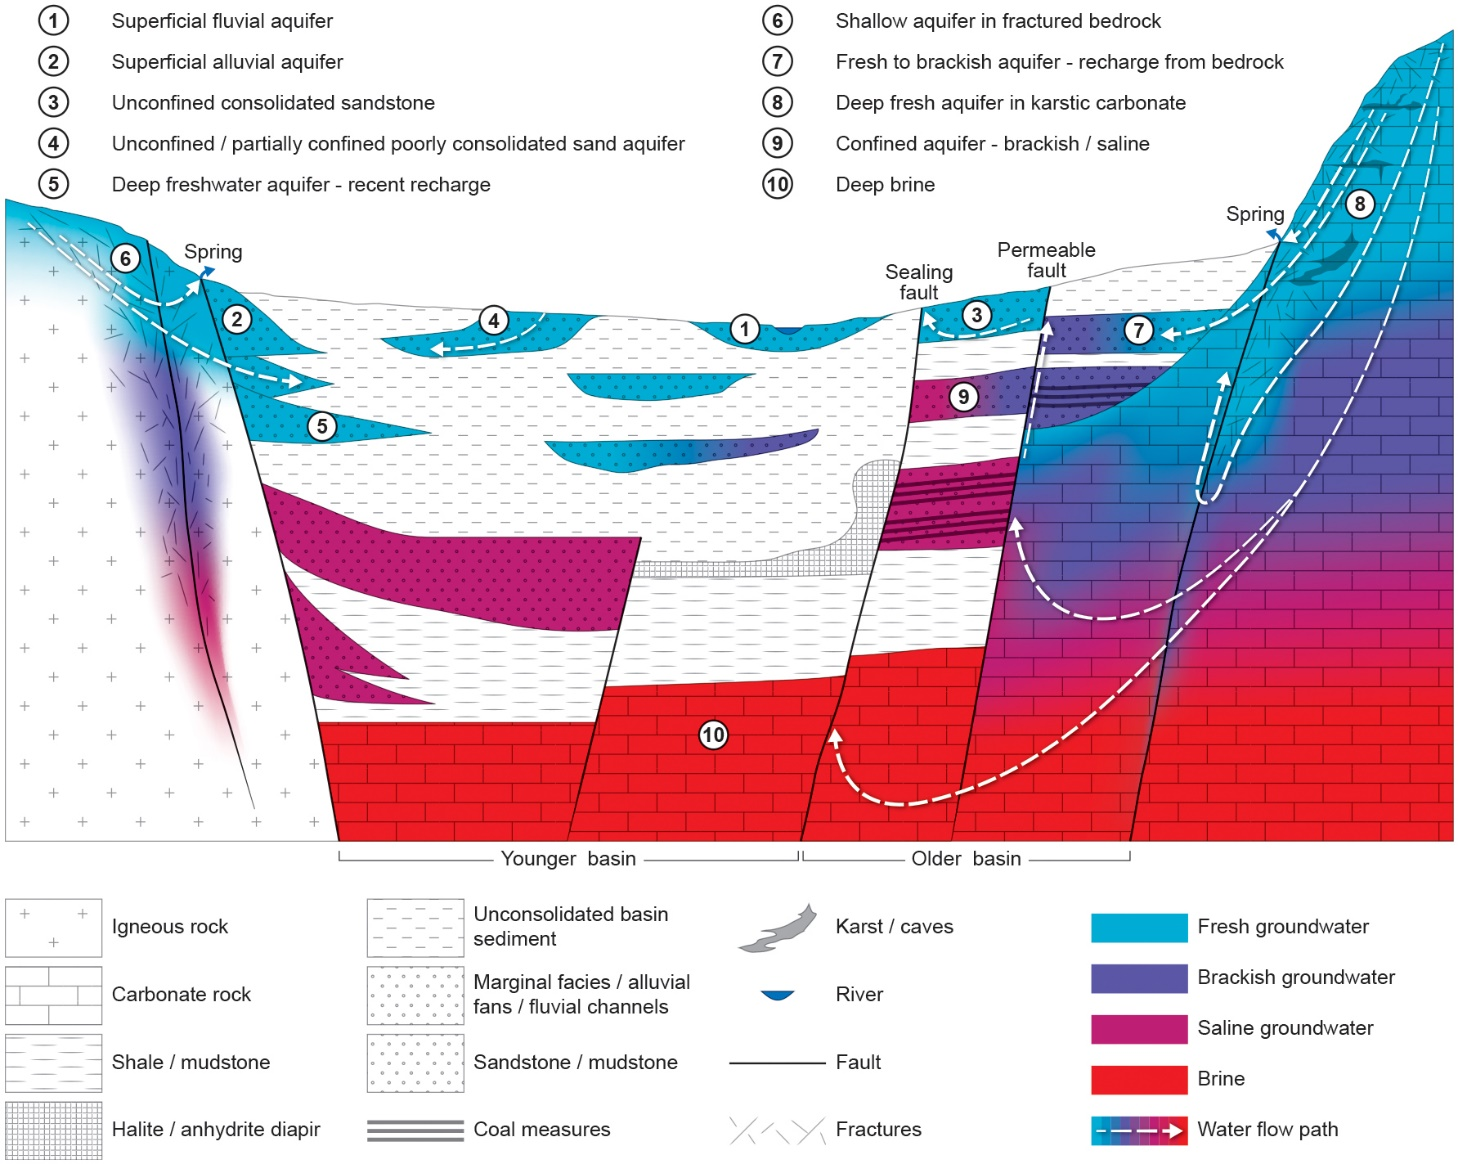 1 Superficial fluvial aquifer
2 Superficial alluvial aquifer
3 Unconfined consolidated sandstone
4 Unconfined / partially confined poorly consolidated sand aquifer
5 Deep freshwater aquifer - recent recharge
6 Shallow aquifer in fractured bedrock
7 Fresh to brackish aquifer - recharge from bedrock
8 Deep fresh aquifer in karstic carbonate
9 Confined aquifer - brackish / saline
10 Deep brine
6
Spring
2
5
4
1
Sealing
fault
3
Permeable
fault
9
7
Spring
8
10
Younger basin
Older basin
Igneous rock
Carbonate rock
Shale / mudstone
Halite / anhydrite diapir
Unconsolidated basin
sediment
Marginal facies / alluvial
fans / fluvial channels
Sandstone / mudstone
Coal measures
Karst / caves
River
Fault
Fractures
Fresh groundwater
Brackish groundwater
Saline groundwater
Brine
Water flow path